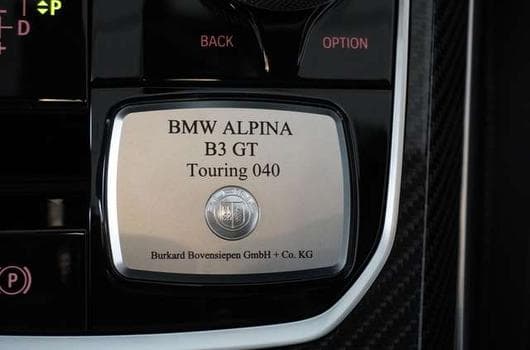 P
D
BACK OPTION
BMW ALPINA
B3 GT
Touring 040
Burkard Bovensiepen GmbH + Co. KG
P